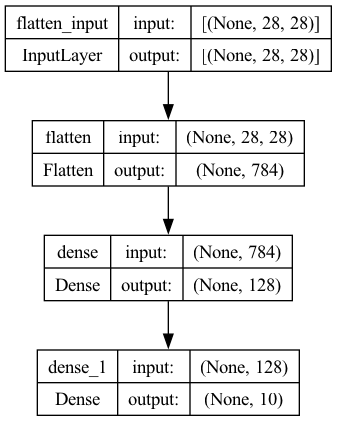 flatten_input input: [(None, 28, 28)]
InputLayer output: [(None, 28, 28)]
flatten input: (None, 28, 28)
Flatten output: (None, 784)
dense input: (None, 784)
Dense output: (None, 128)
dense_1 input: (None, 128)
Dense output: (None, 10)